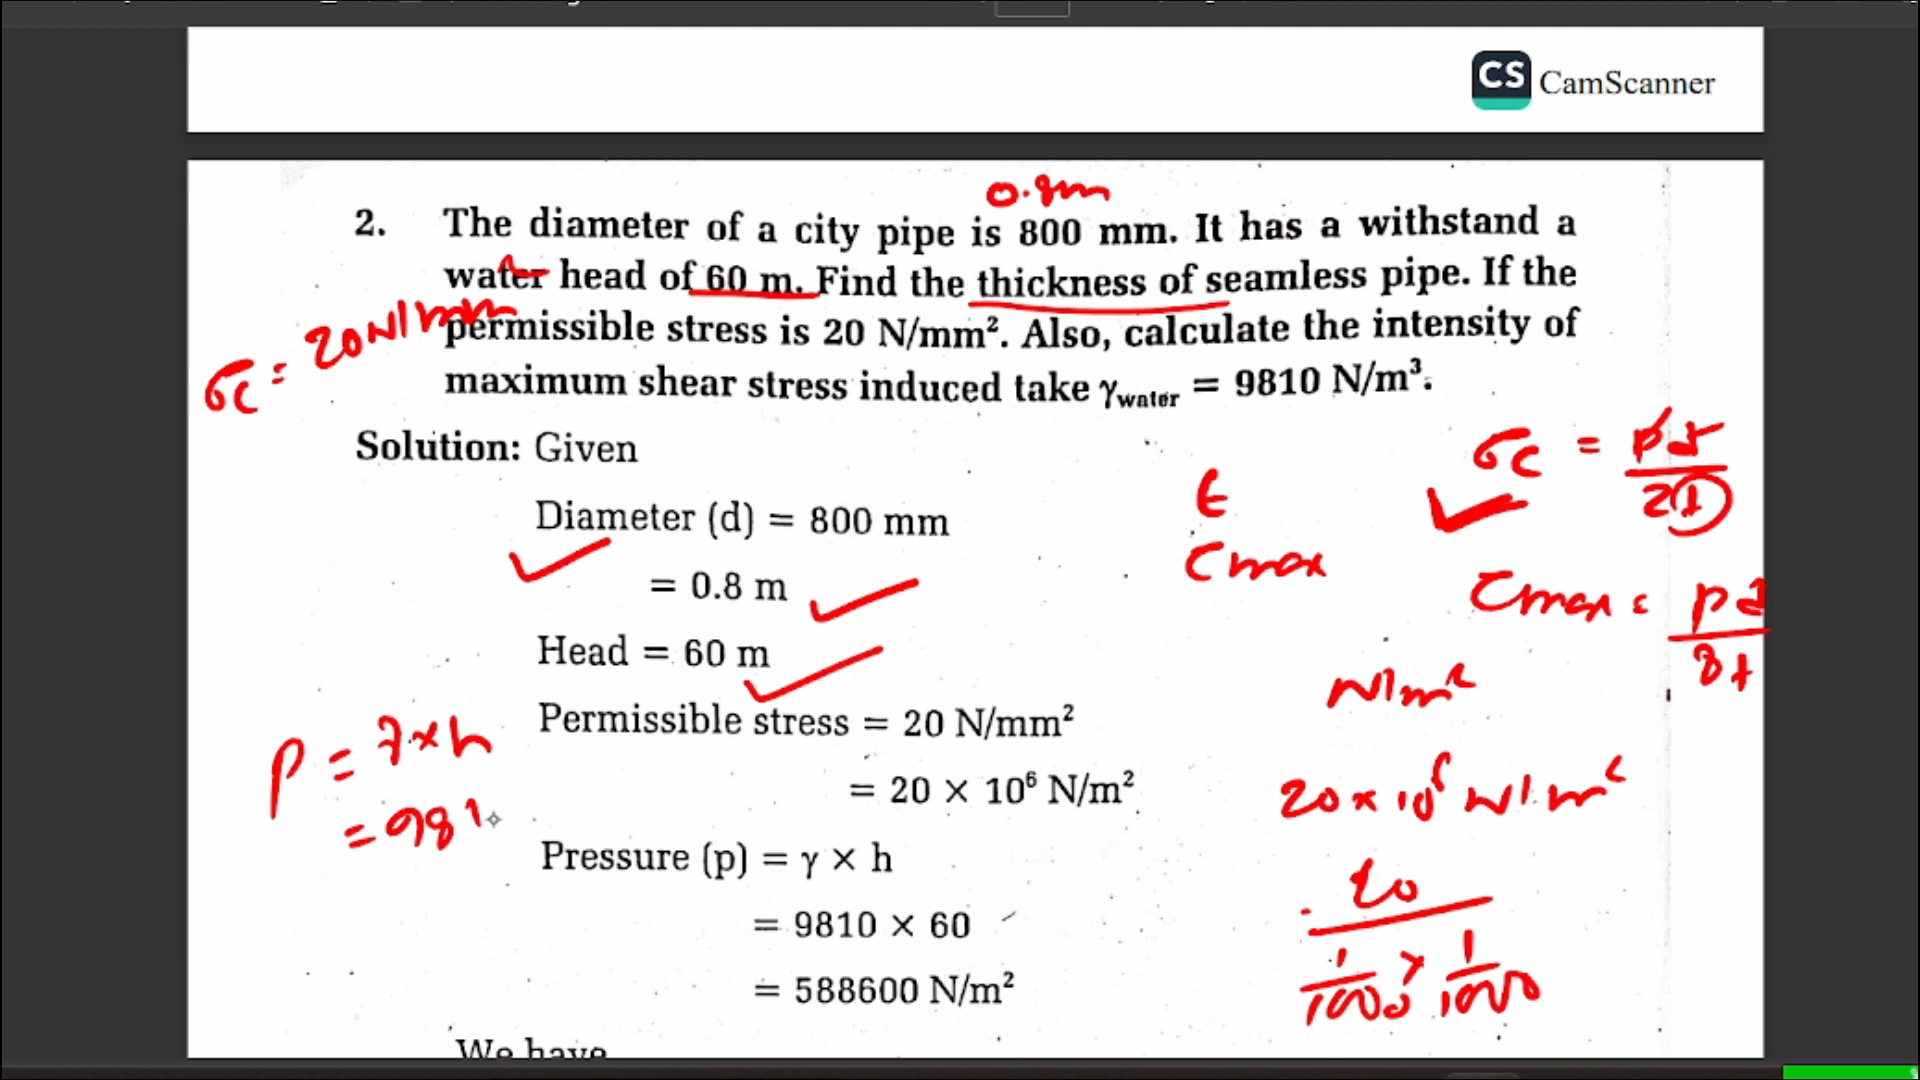 CS CamScanner
0.8m
2. The diameter of a city pipe is 800 mm. It has a withstand a
water head of 60 m. Find the thickness of seamless pipe. If the
permissible stress is 20 N/mm². Also, calculate the intensity of
maximum shear stress induced take γwater = 9810 N/m³.
σc = 20N/mm
Solution: Given
σc = pd/2t
Diameter (d) = 800 mm
t
τmax
= 0.8 m
τmax = pd/8t
Head = 60 m
N/m²
Permissible stress = 20 N/mm²
P = γ×h
= 20 × 10⁶ N/m²
20×10⁶ N/m²
= 981
Pressure (p) = γ × h
20
1/1000 × 1/1000
= 9810 × 60
= 588600 N/m²
We have